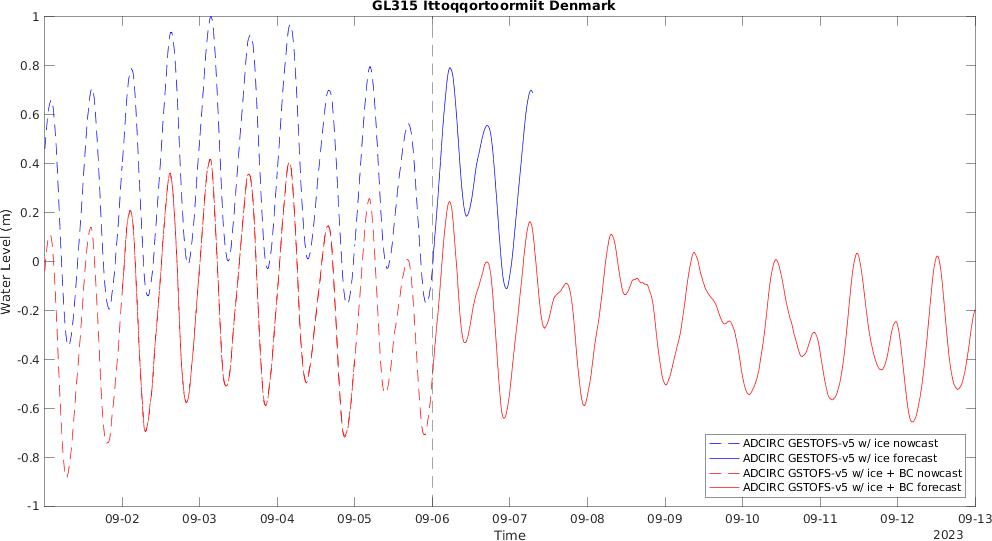 GL315 Ittoqqortoormiit Denmark
1
0.8
0.6
0.4
0.2
0
-0.2
-0.4
-0.6
-0.8
-1
Water Level (m)
ADCIRC GESTOFS-v5 w/ ice nowcast
ADCIRC GESTOFS-v5 w/ ice forecast
ADCIRC GSTOFS-v5 w/ ice + BC nowcast
ADCIRC GSTOFS-v5 w/ ice + BC forecast
09-02 09-03 09-04 09-05 09-06 09-07 09-08 09-09 09-10 09-11 09-12 09-13
Time
2023